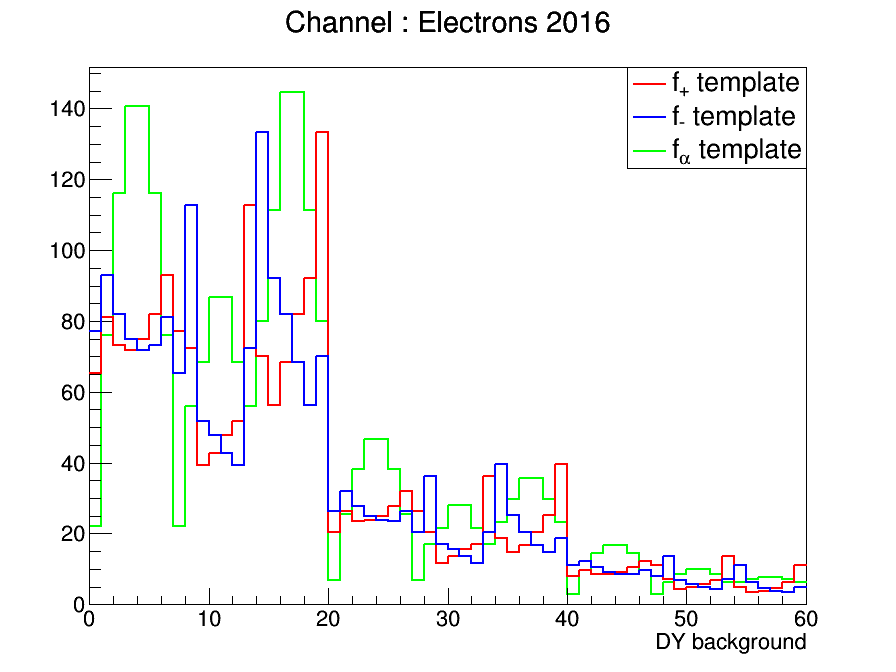 Channel : Electrons 2016
f+ template
f- template
fα template
140
120
100
80
60
40
20
0
0 10 20 30 40 50 60
DY background